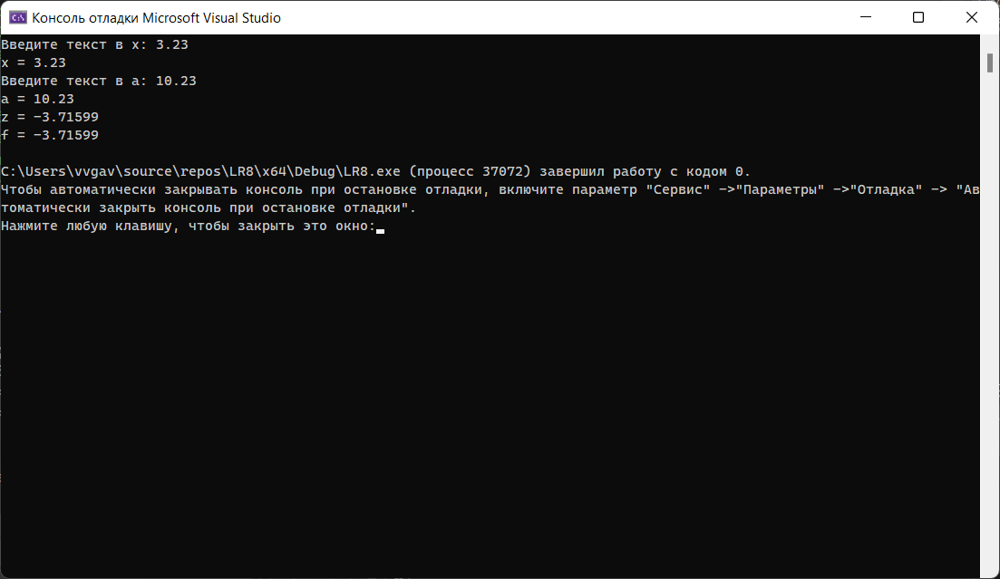 Консоль отладки Microsoft Visual Studio
Введите текст в x: 3.23
x = 3.23
Введите текст в a: 10.23
a = 10.23
z = -3.71599
f = -3.71599
C:\Users\vvgav\source\repos\LR8\x64\Debug\LR8.exe (процесс 37072) завершил работу с кодом 0.
Чтобы автоматически закрывать консоль при остановке отладки, включите параметр "Сервис" ->"Параметры" ->"Отладка" -> "Ав
томатически закрыть консоль при остановке отладки".
Нажмите любую клавишу, чтобы закрыть это окно: